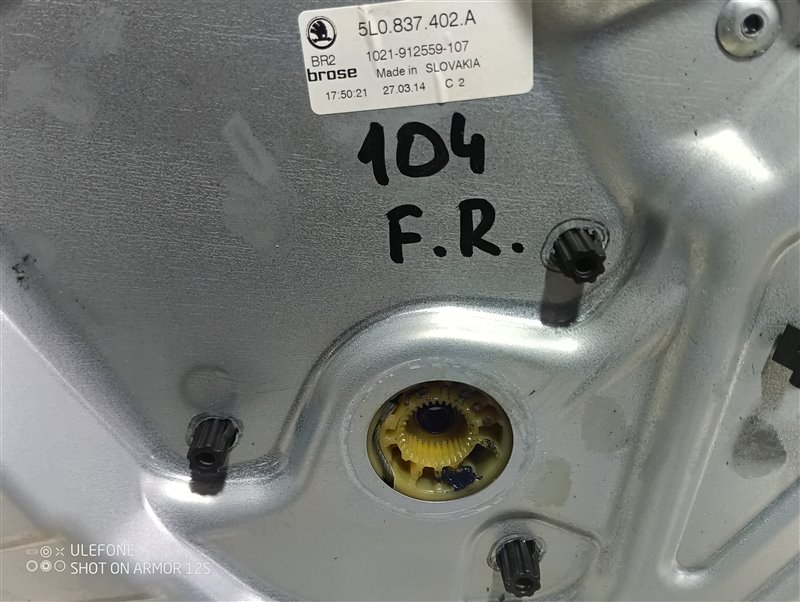 5L0.837.402.A
BR2
1021-912559-107
brose
Made in SLOVAKIA
17:50:21 27.03.14 C 2
104
F.R.
ULEFONE
SHOT ON ARMOR 12S